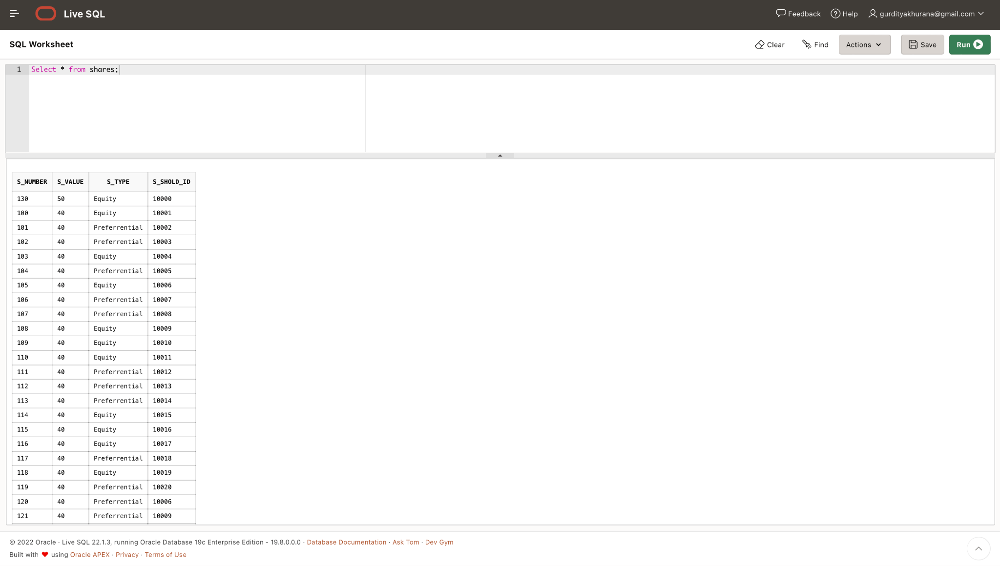 Live SQL
Feedback Help gurdityakhurana@gmail.com
SQL Worksheet
Clear Find Actions Save Run
1 Select * from shares;
S_NUMBER S_VALUE S_TYPE S_SHOLD_ID
130 50 Equity 10000
100 40 Equity 10001
101 40 Preferrential 10002
102 40 Preferrential 10003
103 40 Equity 10004
104 40 Preferrential 10005
105 40 Equity 10006
106 40 Preferrential 10007
107 40 Preferrential 10008
108 40 Equity 10009
109 40 Equity 10010
110 40 Equity 10011
111 40 Preferrential 10012
112 40 Preferrential 10013
113 40 Preferrential 10014
114 40 Equity 10015
115 40 Equity 10016
116 40 Equity 10017
117 40 Preferrential 10018
118 40 Equity 10019
119 40 Preferrential 10020
120 40 Preferrential 10006
121 40 Preferrential 10009
© 2022 Oracle · Live SQL 22.1.3, running Oracle Database 19c Enterprise Edition - 19.8.0.0.0 · Database Documentation · Ask Tom · Dev Gym
Built with ❤ using Oracle APEX · Privacy · Terms of Use